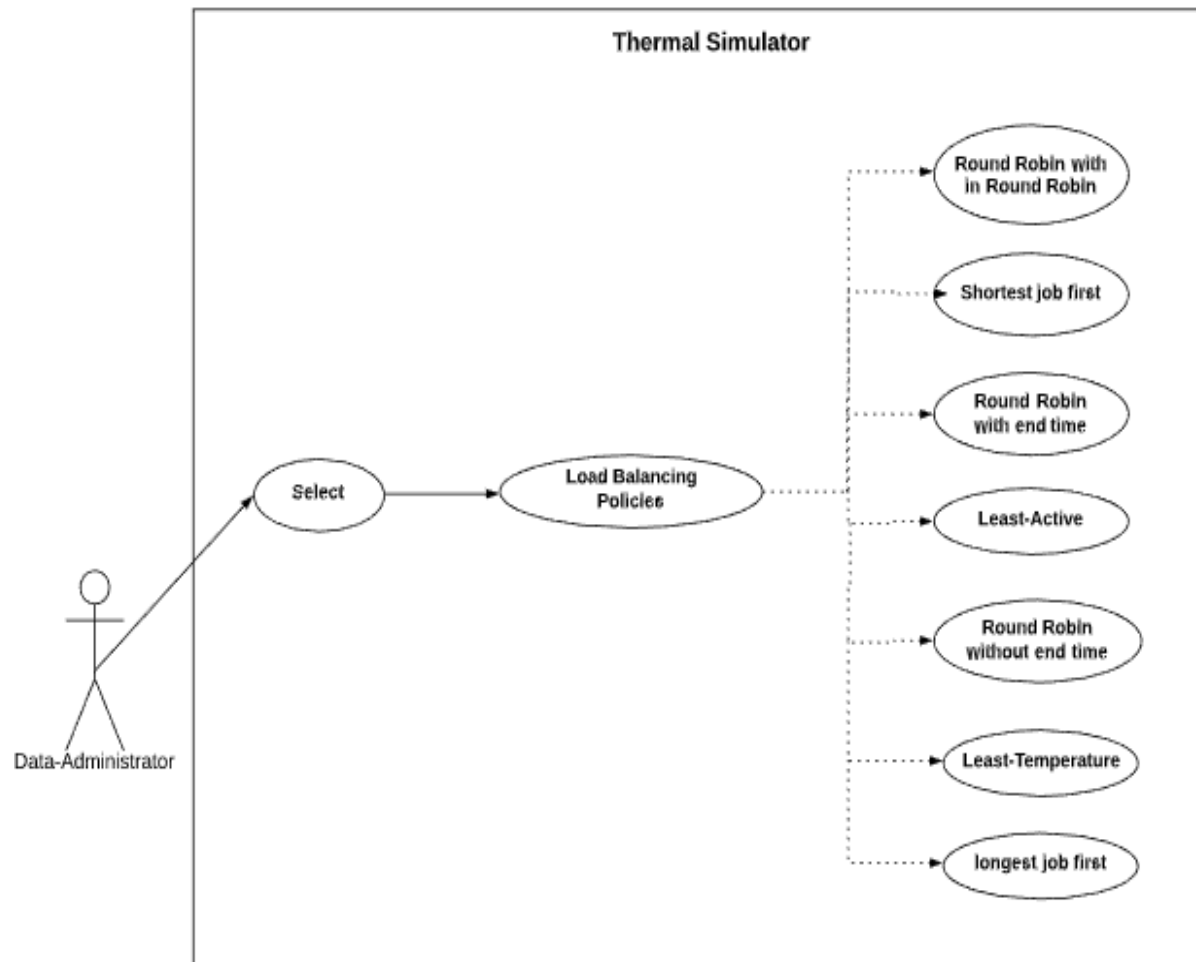 Thermal Simulator
Round Robin with
in Round Robin
Shortest job first
Round Robin
with end time
Select
Load Balancing
Policies
Least-Active
Round Robin
without end time
Data-Administrator
Least-Temperature
longest job first